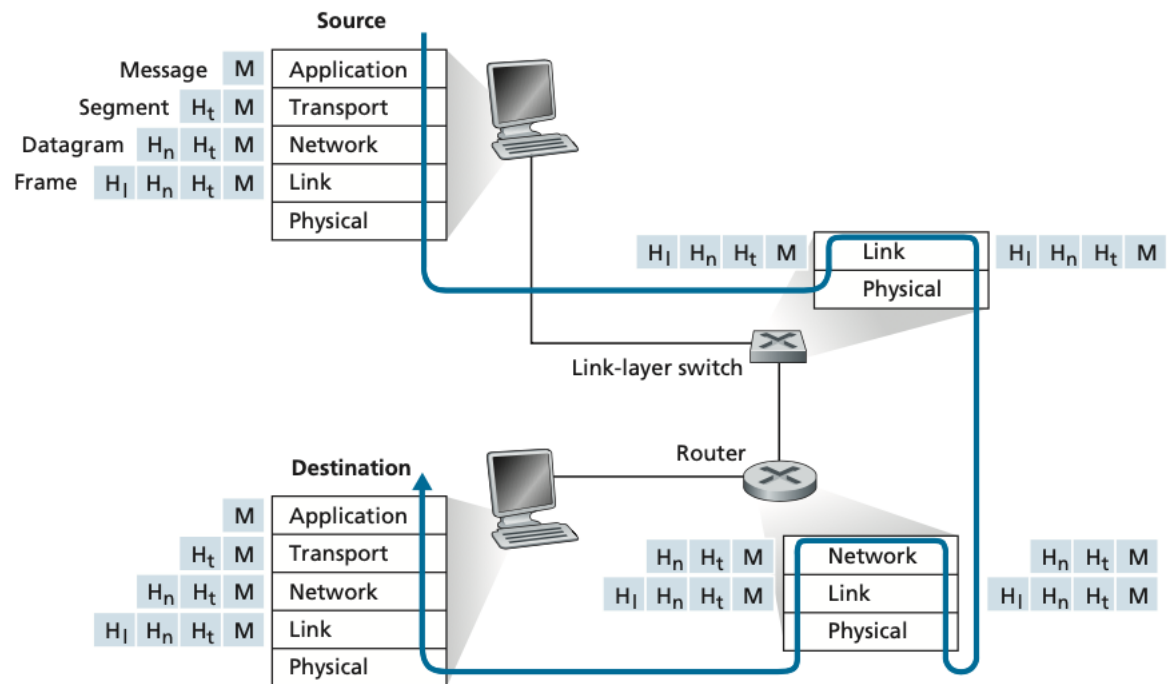 Source
Message M Application
Segment Ht M Transport
Datagram Hn Ht M Network
Frame Hl Hn Ht M Link
Physical
Hl Hn Ht M Link Hl Hn Ht M
Physical
Link-layer switch
Router
Destination
M Application
Ht M Transport
Hn Ht M Network
Hl Hn Ht M Link
Physical
Hn Ht M Network Hn Ht M
Hl Hn Ht M Link Hl Hn Ht M
Physical